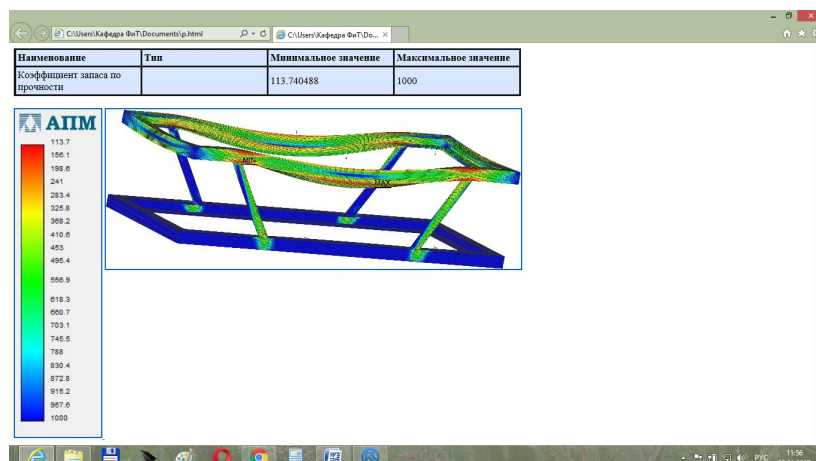 C:\Users\Кафедра ФиТ\Documents\p.html
C:\Users\Кафедра ФиТ\Do...
Наименование Тип Минимальное значение Максимальное значение
Коэффициент запаса по прочности 113.740488 1000
АПМ
113.7
156.1
198.6
241
283.4
325.8
368.2
410.6
453
495.4
556.9
618.3
660.7
703.1
745.5
788
830.4
872.8
915.2
957.6
1000
MIN
MAX
РУС
11:56